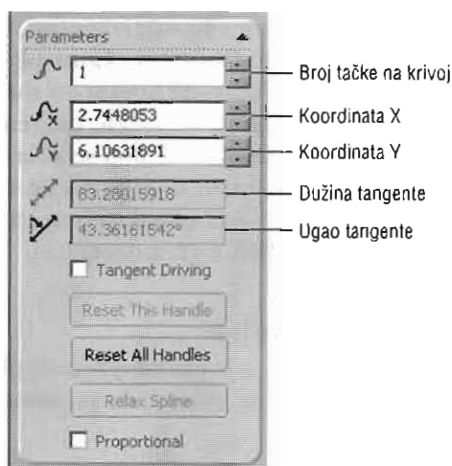 Parameters
1
Broj tačke na krivoj
X
2.7448053
Koordinata X
Y
6.10631891
Koordinata Y
83.28015918
Dužina tangente
43.36161542°
Ugao tangente
Tangent Driving
Reset This Handle
Reset All Handles
Relax Spline
Proportional